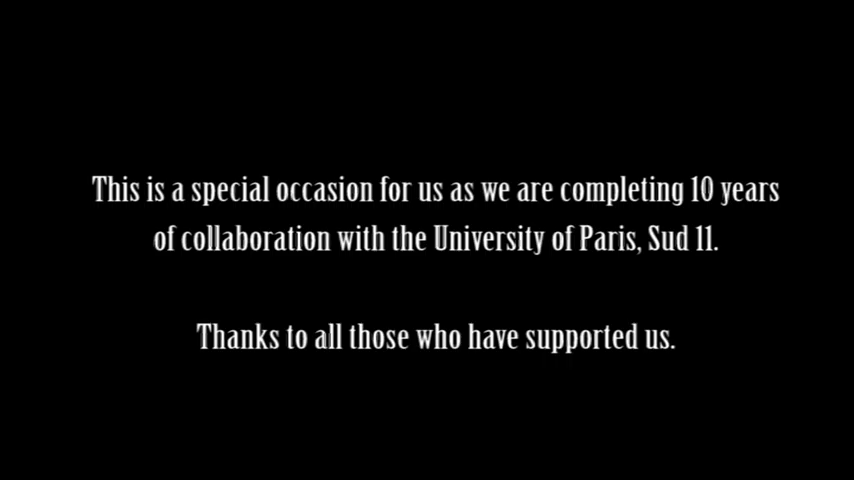 This is a special occasion for us as we are completing 10 years
of collaboration with the University of Paris, Sud 11.
Thanks to all those who have supported us.